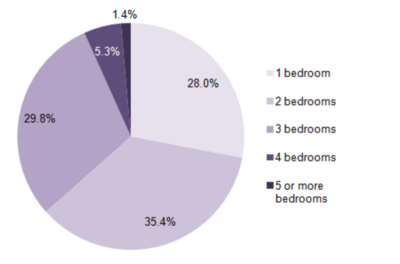 1.4%
5.3%
28.0%
29.8%
35.4%
1 bedroom
2 bedrooms
3 bedrooms
4 bedrooms
5 or more
bedrooms